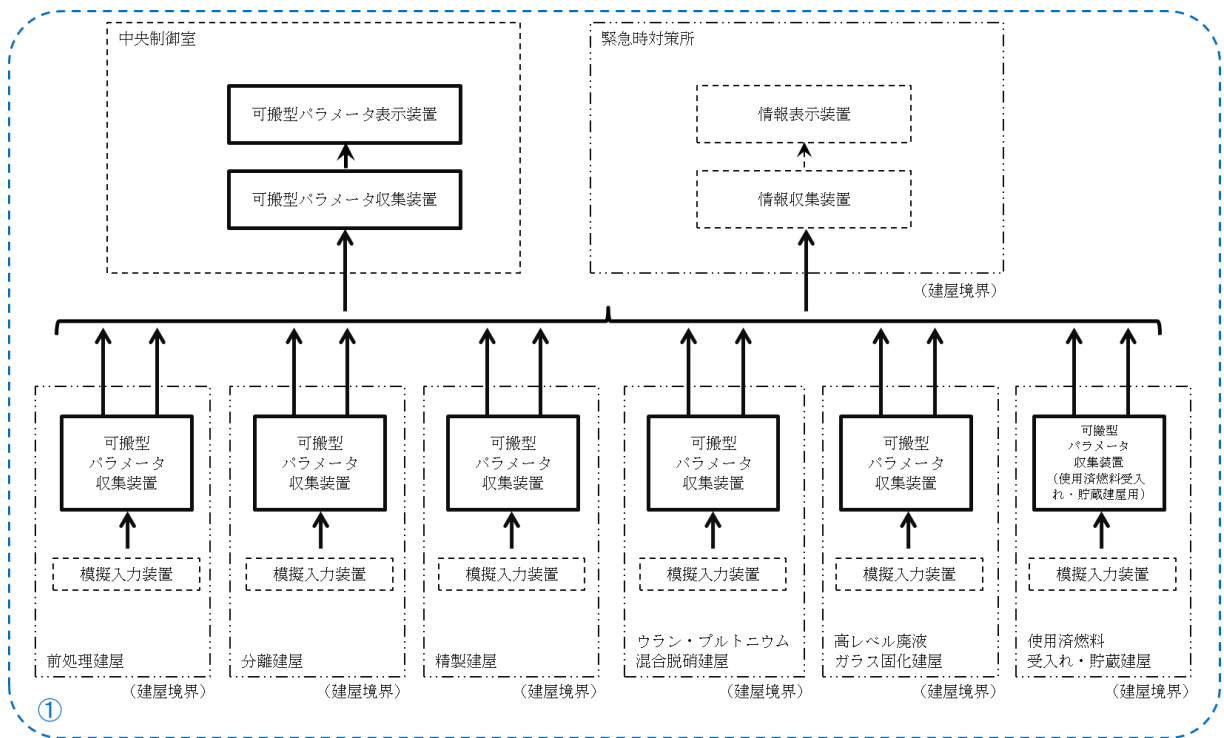 中央制御室
可搬型パラメータ表示装置
可搬型パラメータ収集装置
緊急時対策所
情報表示装置
情報収集装置
（建屋境界）
可搬型
パラメータ
収集装置
模擬入力装置
前処理建屋
（建屋境界）
可搬型
パラメータ
収集装置
模擬入力装置
分離建屋
（建屋境界）
可搬型
パラメータ
収集装置
模擬入力装置
精製建屋
（建屋境界）
可搬型
パラメータ
収集装置
模擬入力装置
ウラン・プルトニウム
混合脱硝建屋
（建屋境界）
可搬型
パラメータ
収集装置
模擬入力装置
高レベル廃液
ガラス固化建屋
（建屋境界）
可搬型
パラメータ
収集装置
（使用済燃料受入
れ・貯蔵建屋用）
模擬入力装置
使用済燃料
受入れ・貯蔵建屋
（建屋境界）
①